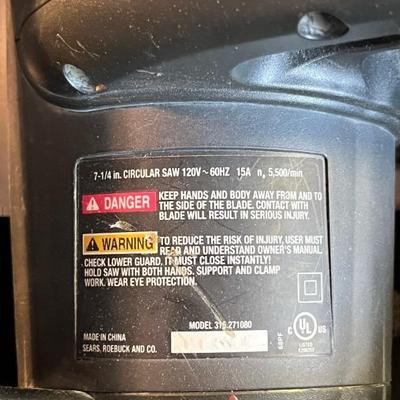 7-1/4 in. CIRCULAR SAW 120V ~ 60HZ 15A n₀ 5,500/min
DANGER
KEEP HANDS AND BODY AWAY FROM AND TO
THE SIDE OF THE BLADE. CONTACT WITH
BLADE WILL RESULT IN SERIOUS INJURY.
WARNING
TO REDUCE THE RISK OF INJURY, USER MUST
READ AND UNDERSTAND OWNER'S MANUAL.
CHECK LOWER GUARD. IT MUST CLOSE INSTANTLY!
HOLD SAW WITH BOTH HANDS. SUPPORT AND CLAMP
WORK. WEAR EYE PROTECTION.
MODEL 315.271080
MADE IN CHINA
SEARS, ROEBUCK AND CO.
C UL US
LISTED